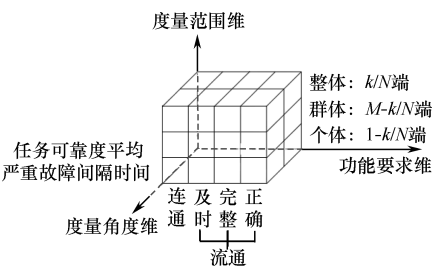 度量范围维
整体：k/N端
群体：M-k/N端
个体：1-k/N端
任务可靠度平均
严重故障间隔时间
功能要求维
度量角度维
连通
及时
完整
正确
流通